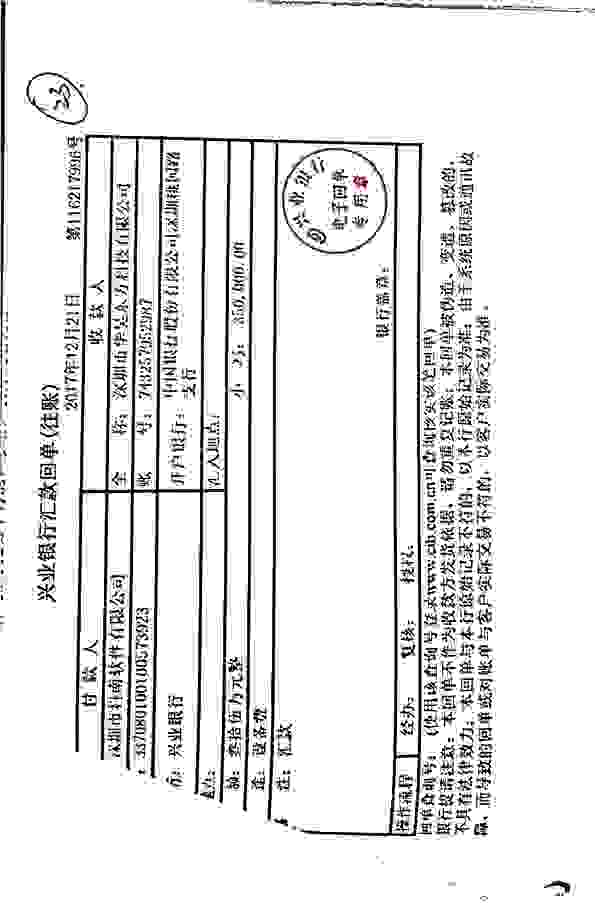 兴业银行汇款回单(往账)
2017年12月21日 第116217996号
23
付款人 收款人
深圳市科南软件有限公司 全 称: 深圳市华昊东方科技有限公司
: 337080100100573923 账 号: 743257952987
行: 兴业银行 开户银行: 中国银行股份有限公司深圳桃园路
支行
地点: 汇入地点:
额: 叁拾伍万元整 小 写: 350,000.00
途: 设备费
注: 汇款
兴业银行
电子回单
专用章
银行盖章:
操作流程 经办: 复核: 授权:
回单查询号: (使用该查询号登录www.cib.com.cn可查询核实该笔回单)
银行提请注意: 本回单不作为收款方发货依据, 请勿重复记账; 本回单被伪造、变造、篡改的,
不具有法律效力; 本回单与本行原始记录不符的, 以本行原始记录为准; 由于系统原因或通讯故
障、而导致的回单或对账单与客户实际交易不符的, 以客户实际交易为准。